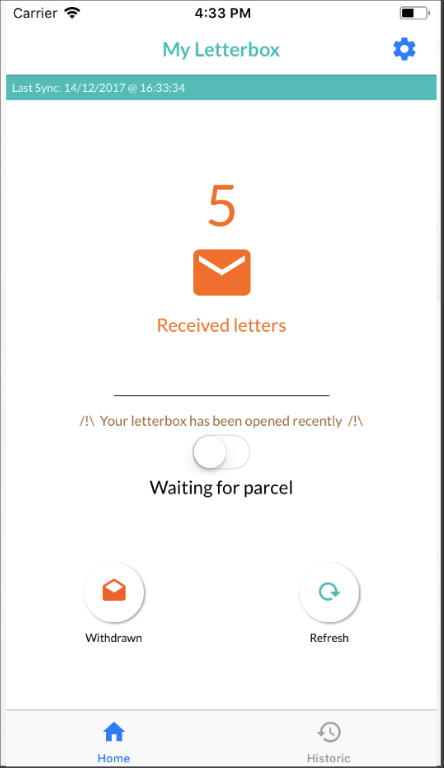 Carrier 4:33 PM
My Letterbox
Last Sync: 14/12/2017 @ 16:33:34
5
Received letters
/!\ Your letterbox has been opened recently /!\
Waiting for parcel
Withdrawn Refresh
Home Historic